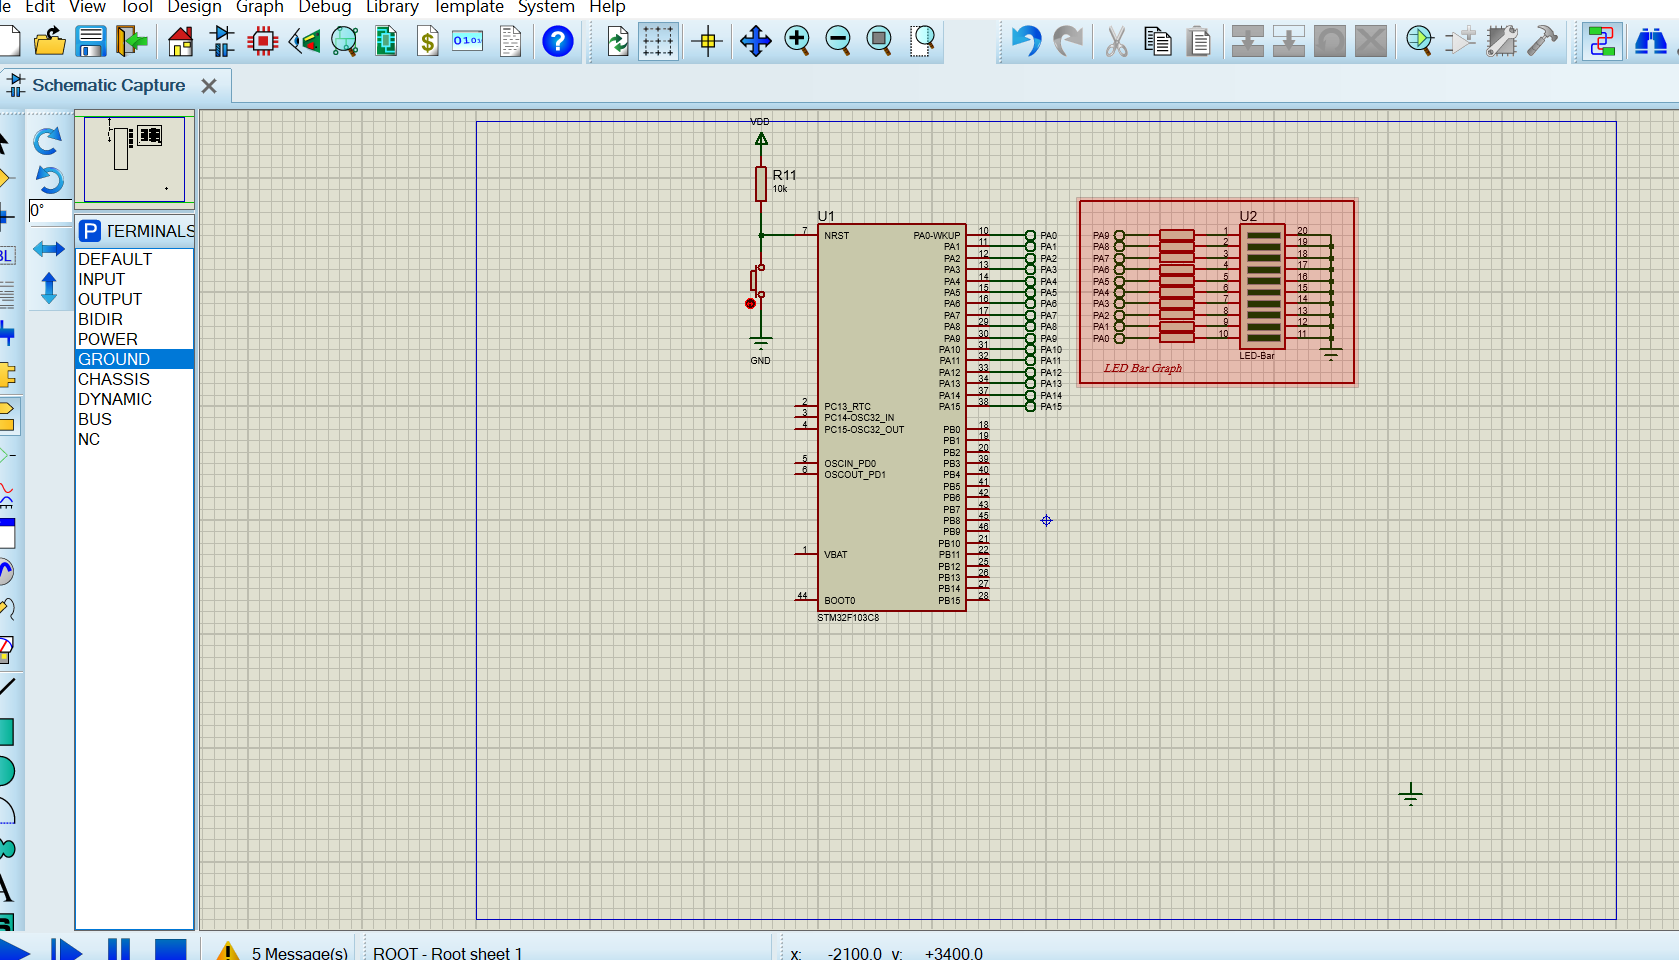 Edit View Tool Design Graph Debug Library Template System Help
Schematic Capture
0°
P TERMINALS
DEFAULT
INPUT
OUTPUT
BIDIR
POWER
GROUND
CHASSIS
DYNAMIC
BUS
NC
VDD
R11
10k
GND
U1
7 NRST
2 PC13_RTC
3 PC14-OSC32_IN
4 PC15-OSC32_OUT
5 OSCIN_PD0
6 OSCOUT_PD1
1 VBAT
44 BOOT0
PA0-WKUP 10 PA0
PA1 11 PA1
PA2 12 PA2
PA3 13 PA3
PA4 14 PA4
PA5 15 PA5
PA6 16 PA6
PA7 17 PA7
PA8 29 PA8
PA9 30 PA9
PA10 31 PA10
PA11 32 PA11
PA12 33 PA12
PA13 34 PA13
PA14 37 PA14
PA15 38 PA15
PB0 18
PB1 19
PB2 20
PB3 39
PB4 40
PB5 41
PB6 42
PB7 43
PB8 45
PB9 46
PB10 21
PB11 22
PB12 25
PB13 26
PB14 27
PB15 28
STM32F103C8
U2
PA9 1 20
PA8 2 19
PA7 3 18
PA6 4 17
PA5 5 16
PA4 6 15
PA3 7 14
PA2 8 13
PA1 9 12
PA0 10 11
LED-Bar
LED Bar Graph
5 Message(s)
ROOT - Root sheet 1
x: -2100.0 y: +3400.0